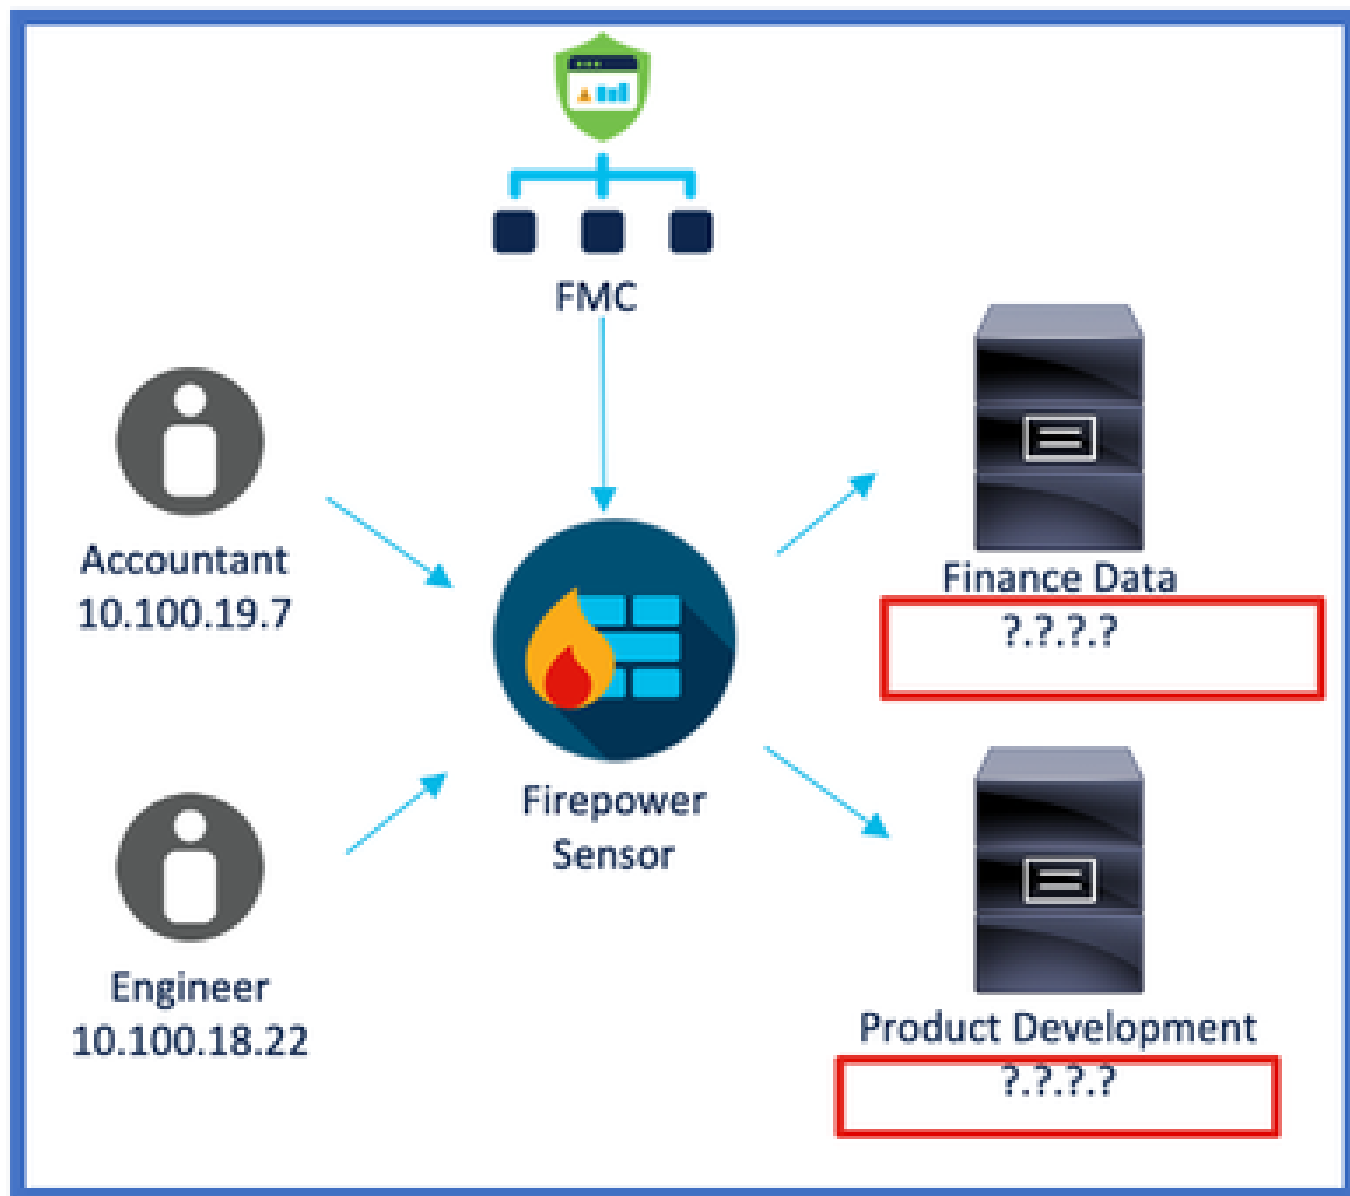 FMC
Accountant
10.100.19.7
Finance Data
?.?.?.?
Firepower
Sensor
Engineer
10.100.18.22
Product Development
?.?.?.?